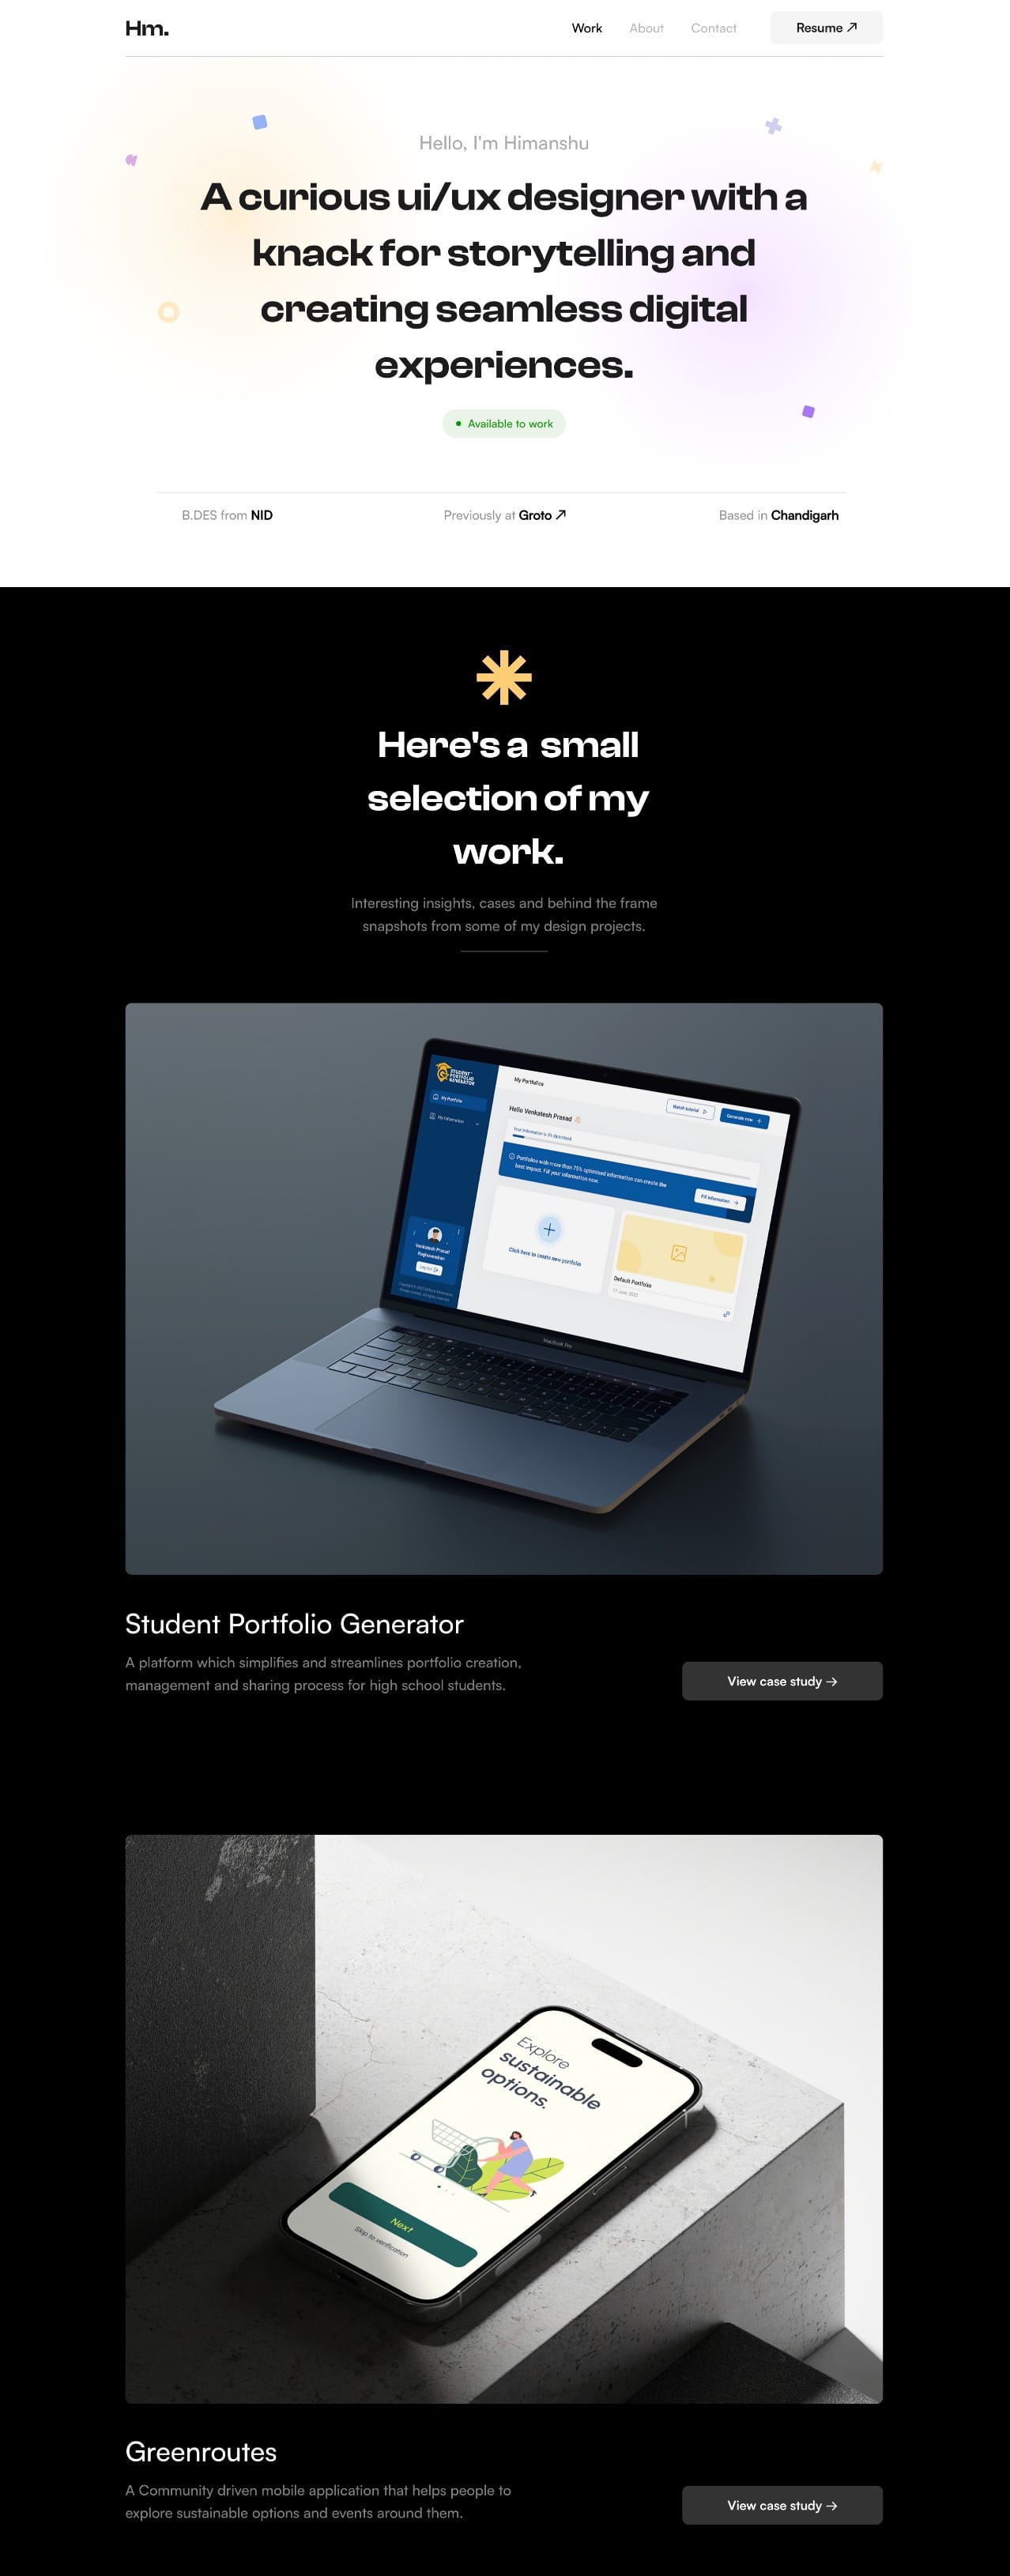 Hm.
Work About Contact Resume ↗
Hello, I'm Himanshu
A curious ui/ux designer with a
knack for storytelling and
creating seamless digital
experiences.
Available to work
B.DES from NID
Previously at Groto ↗
Based in Chandigarh
Here's a small
selection of my
work.
Interesting insights, cases and behind the frame
snapshots from some of my design projects.
STUDENT
PORTFOLIO
GENERATOR
My Portfolio
My Information
My Portfolios
Watch tutorial
Generate new
Hello Venkatesh Prasad
Portfolios with more than 75% optimised information can create the
best impact. Fill your information now.
Fill Information
Click here to create new portfolio
Default Portfolio
17 June, 2023
Venkatesh Prasad
Raghavendran
Log Out
MacBook Pro
Student Portfolio Generator
A platform which simplifies and streamlines portfolio creation,
management and sharing process for high school students.
View case study →
Explore
sustainable
options.
Next
Skip to verification
Greenroutes
A Community driven mobile application that helps people to
explore sustainable options and events around them.
View case study →